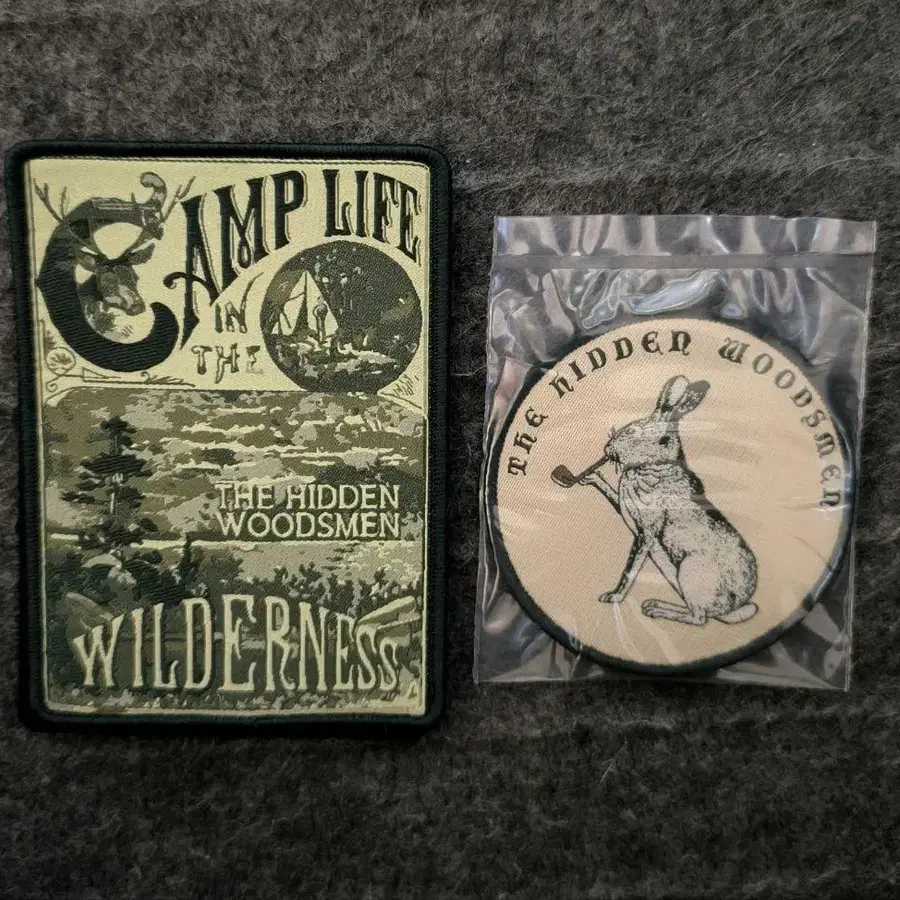 CAMP LIFE
IN
THE
THE HIDDEN
WOODSMEN
WILDERNESS
THE HIDDEN WOODSMEN